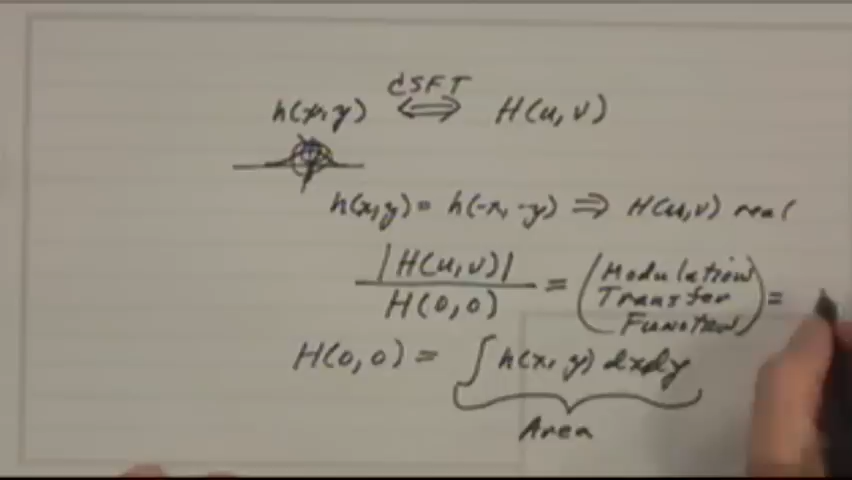 CSFT
h(x,y) ⟺ H(u,v)
h(x,y) = h(-x,-y) ⇒ H(u,v) real
|H(u,v)| / H(0,0) = (Modulation
Transfer
Function) =
H(0,0) = ∫ h(x,y) dxdy
Area